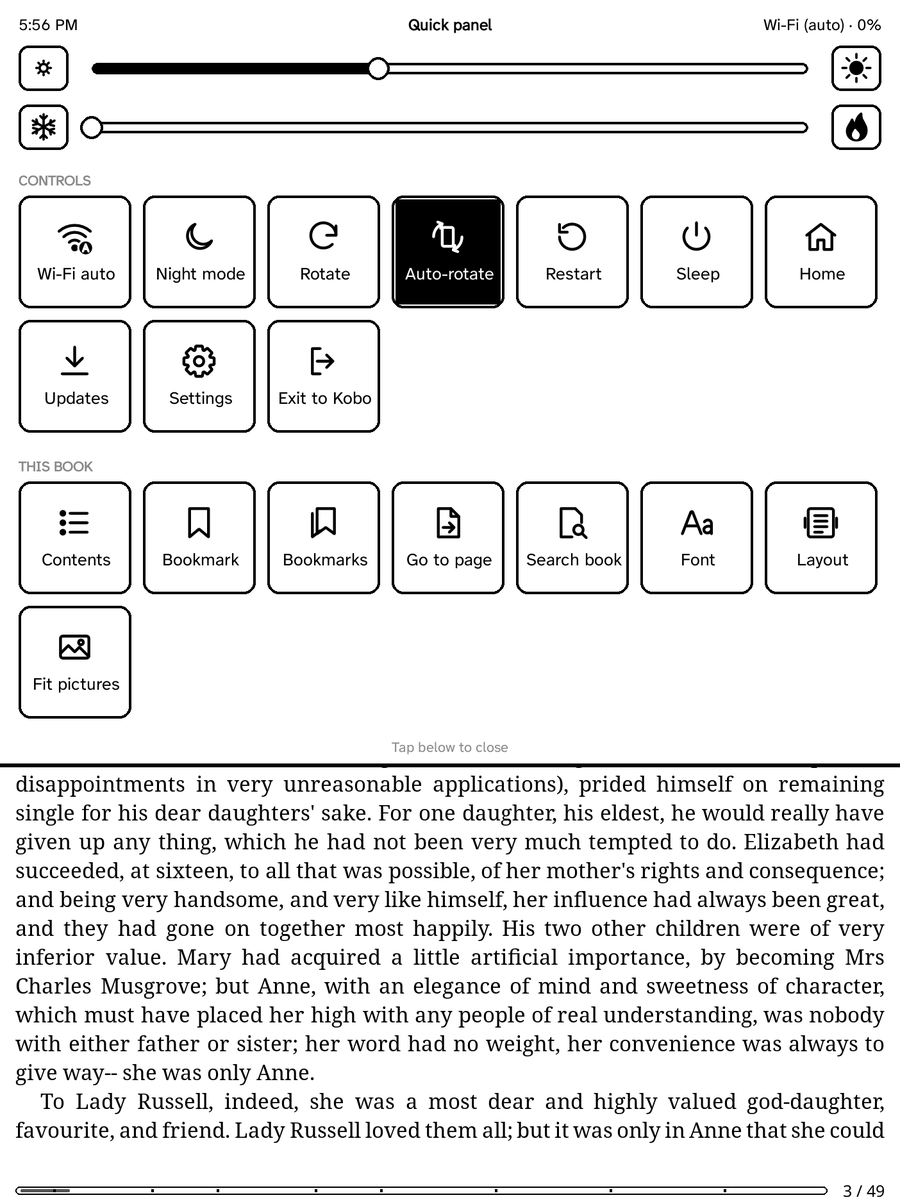 5:56 PM Quick panel Wi-Fi (auto) · 0%
CONTROLS
Wi-Fi auto Night mode Rotate Auto-rotate Restart Sleep Home
Updates Settings Exit to Kobo
THIS BOOK
Contents Bookmark Bookmarks Go to page Search book Font Layout
Fit pictures
Tap below to close
disappointments in very unreasonable applications), prided himself on remaining
single for his dear daughters' sake. For one daughter, his eldest, he would really have
given up any thing, which he had not been very much tempted to do. Elizabeth had
succeeded, at sixteen, to all that was possible, of her mother's rights and consequence;
and being very handsome, and very like himself, her influence had always been great,
and they had gone on together most happily. His two other children were of very
inferior value. Mary had acquired a little artificial importance, by becoming Mrs
Charles Musgrove; but Anne, with an elegance of mind and sweetness of character,
which must have placed her high with any people of real understanding, was nobody
with either father or sister; her word had no weight, her convenience was always to
give way-- she was only Anne.
To Lady Russell, indeed, she was a most dear and highly valued god-daughter,
favourite, and friend. Lady Russell loved them all; but it was only in Anne that she could
3 / 49